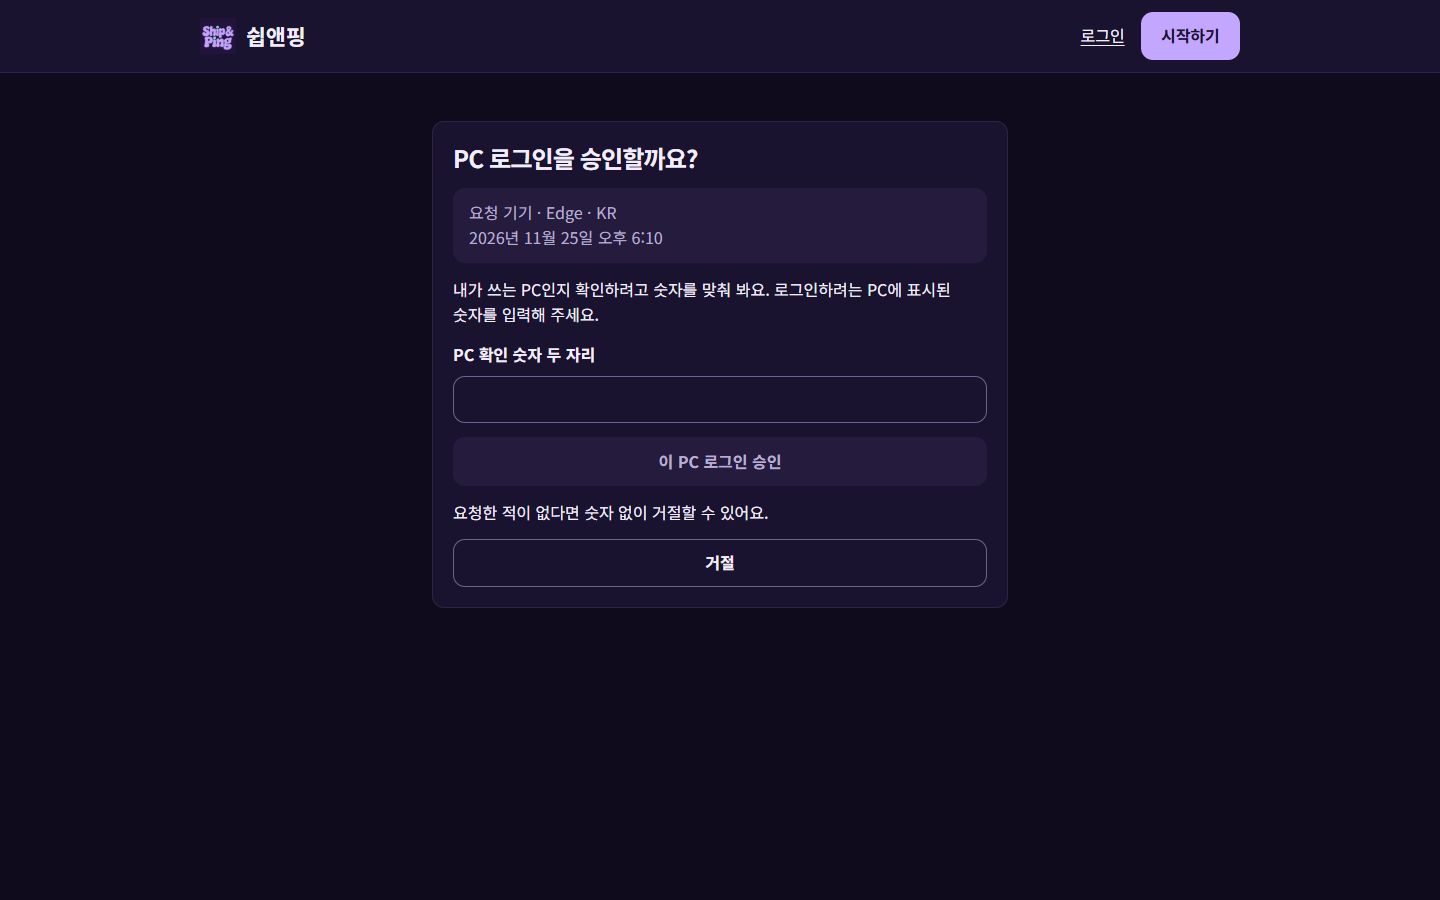 Ship&
Ping
쉽앤핑
로그인
시작하기
PC 로그인을 승인할까요?
요청 기기 · Edge · KR
2026년 11월 25일 오후 6:10
내가 쓰는 PC인지 확인하려고 숫자를 맞춰 봐요. 로그인하려는 PC에 표시된
숫자를 입력해 주세요.
PC 확인 숫자 두 자리
이 PC 로그인 승인
요청한 적이 없다면 숫자 없이 거절할 수 있어요.
거절